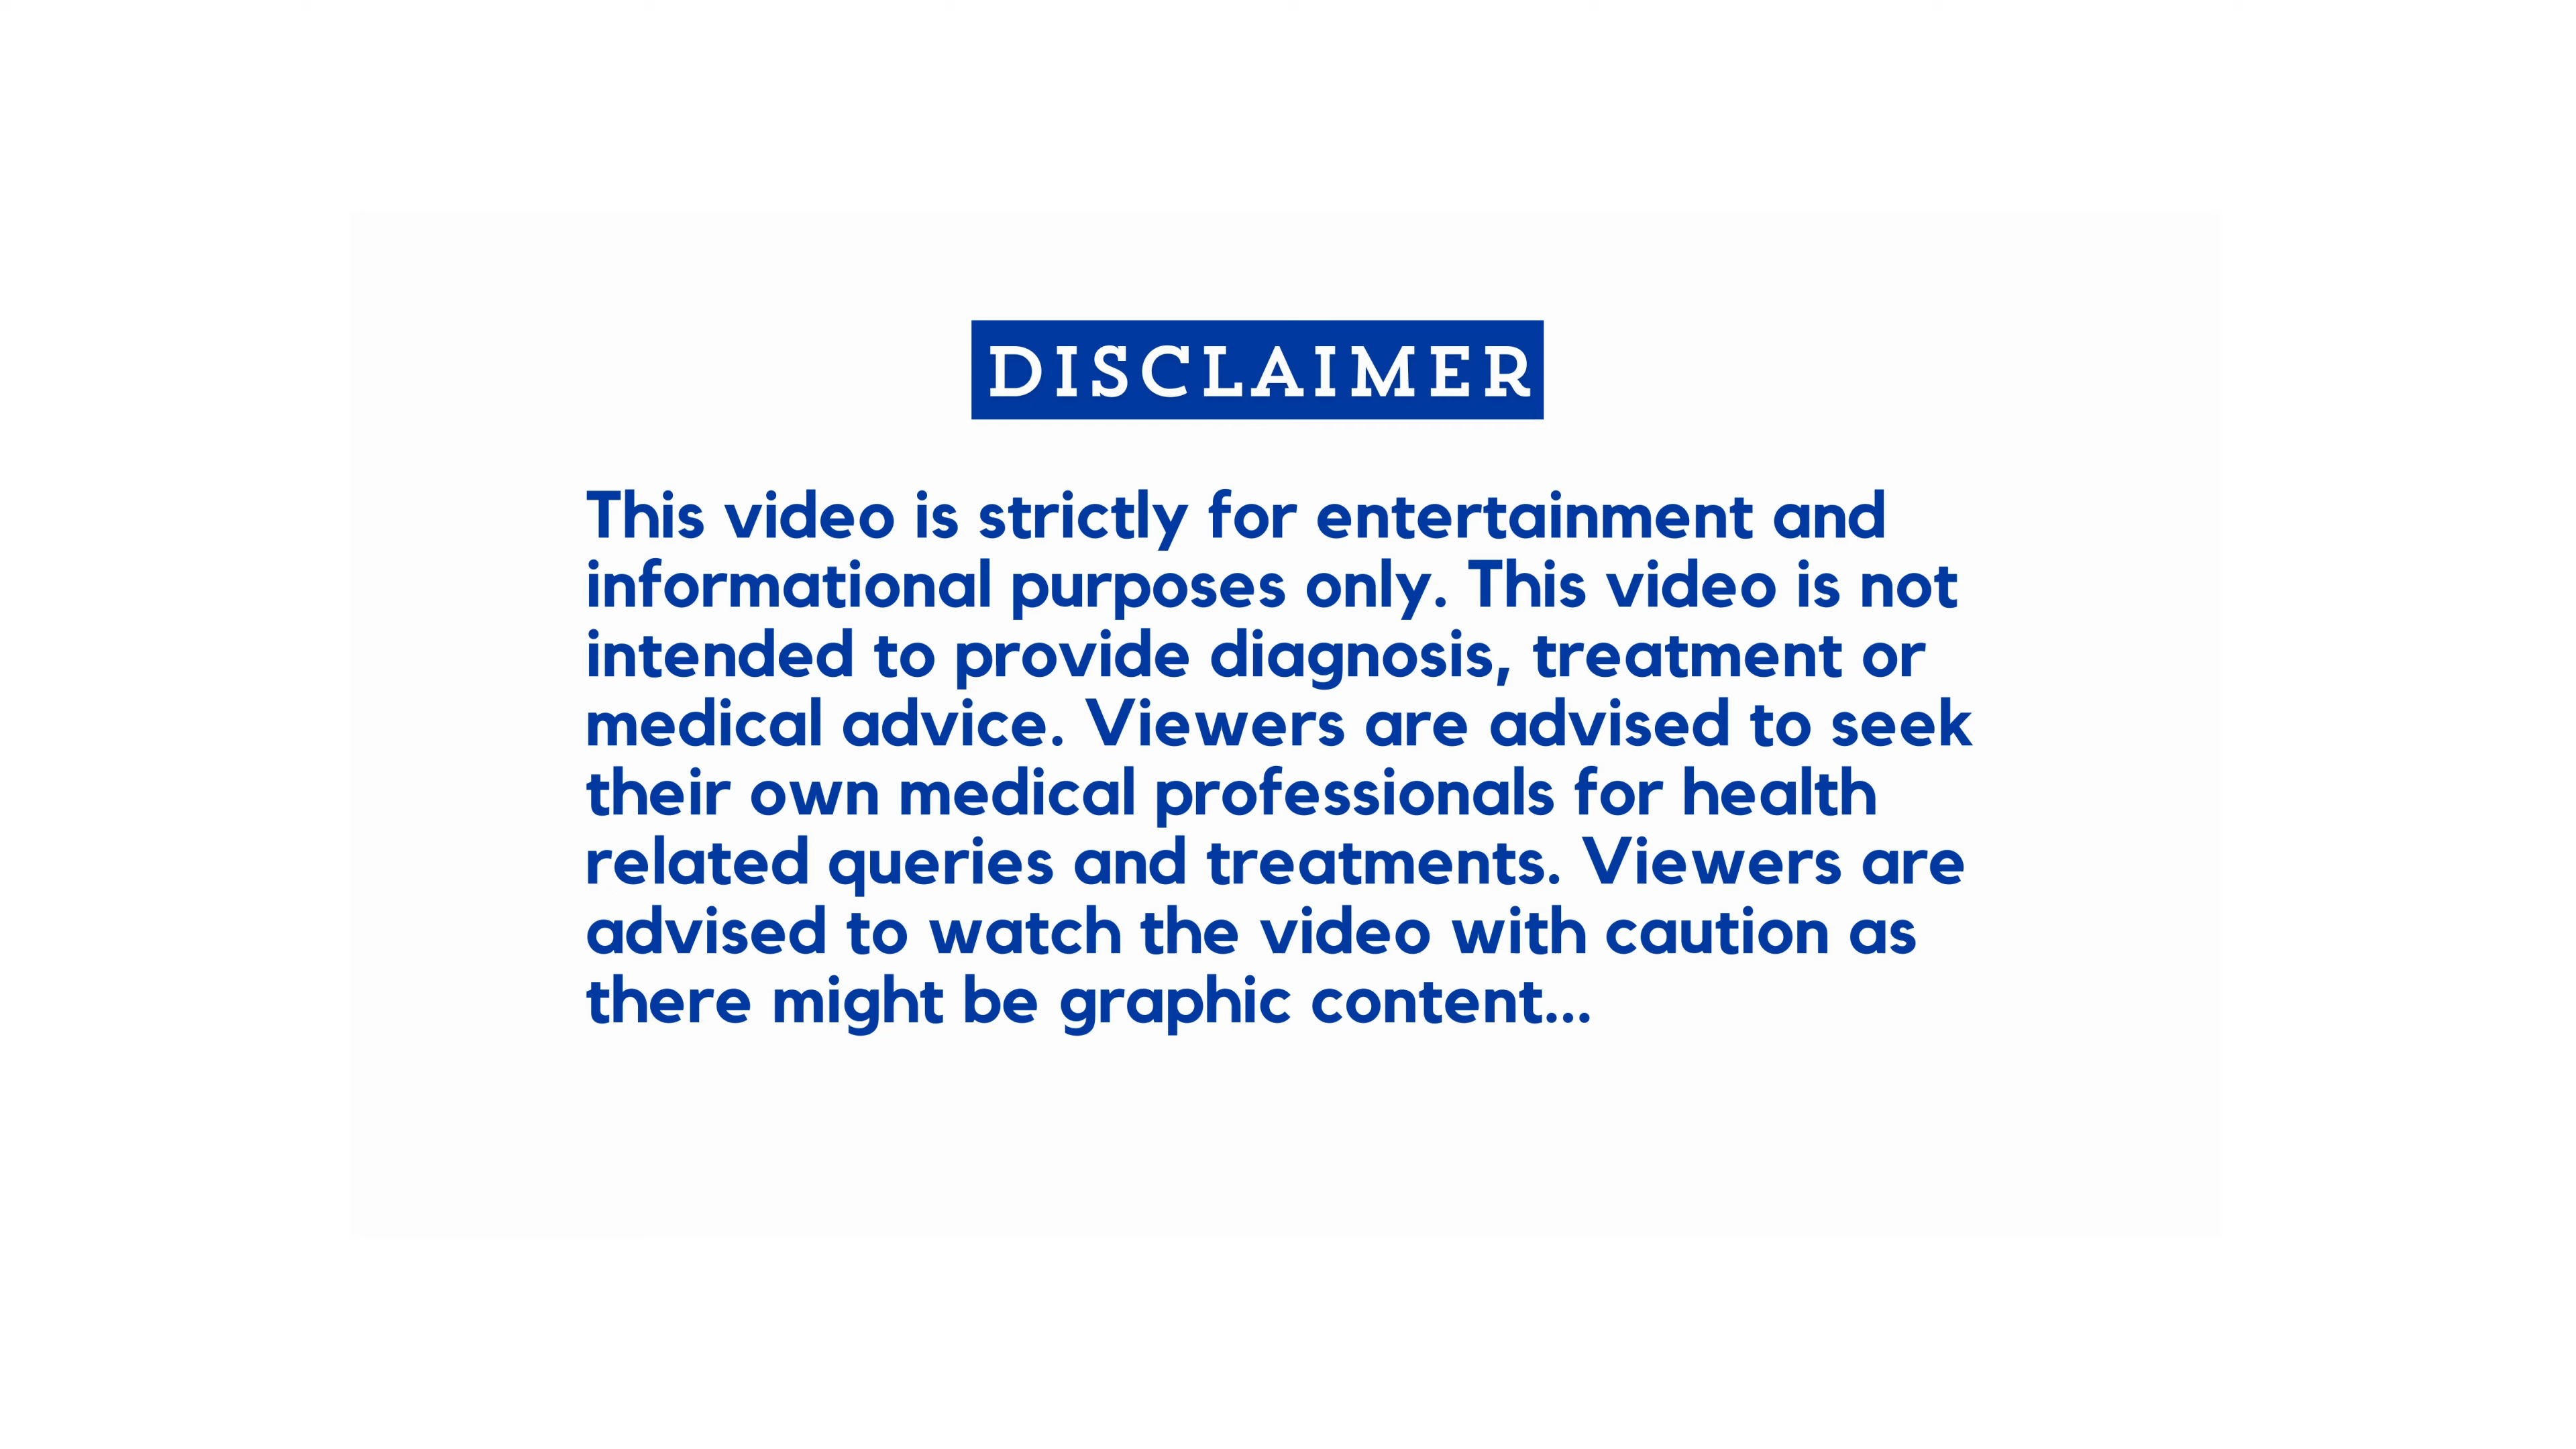 DISCLAIMER
This video is strictly for entertainment and
informational purposes only. This video is not
intended to provide diagnosis, treatment or
medical advice. Viewers are advised to seek
their own medical professionals for health
related queries and treatments. Viewers are
advised to watch the video with caution as
there might be graphic content...